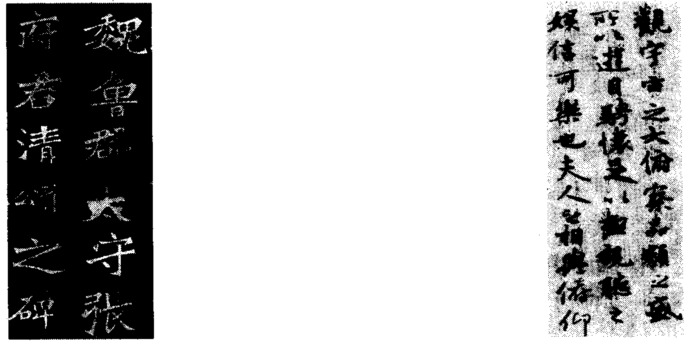 魏魯郡太守張
府君清頌之碑
觀宇宙之大俯察品類之盛
所以遊目騁懷足以極視聽之
娛信可樂也夫人之相與俯仰